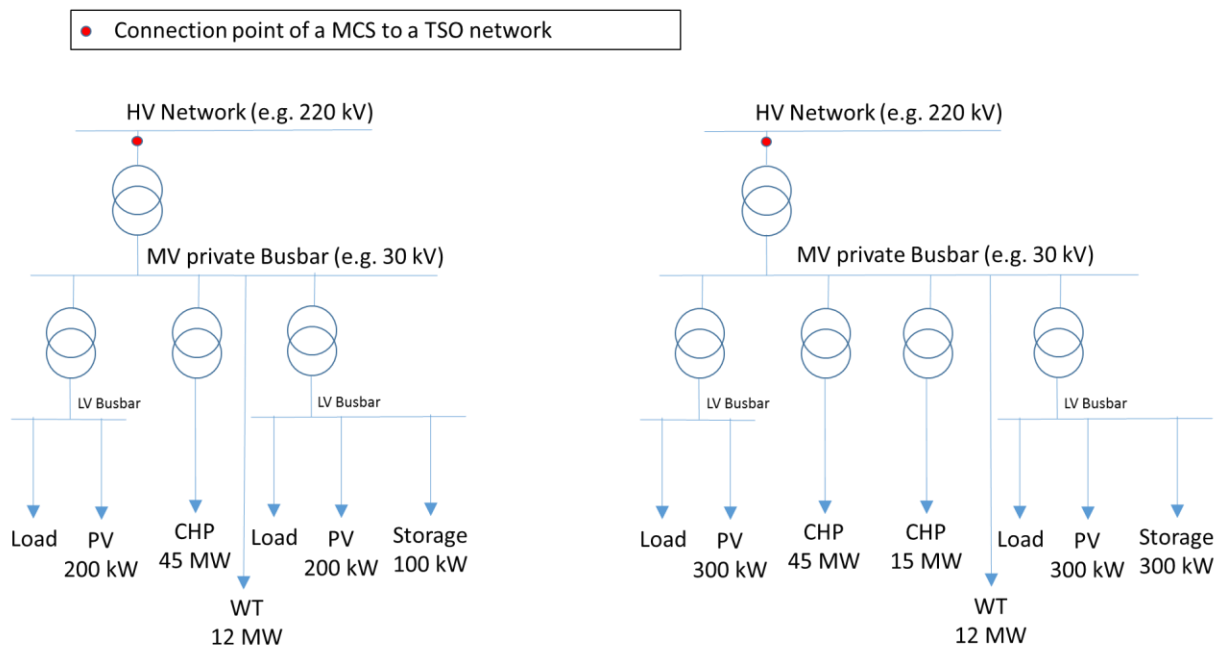 Connection point of a MCS to a TSO network
HV Network (e.g. 220 kV)
MV private Busbar (e.g. 30 kV)
LV Busbar
LV Busbar
Load
PV
200 kW
CHP
45 MW
WT
12 MW
Load
PV
200 kW
Storage
100 kW
HV Network (e.g. 220 kV)
MV private Busbar (e.g. 30 kV)
LV Busbar
LV Busbar
Load
PV
300 kW
CHP
45 MW
CHP
15 MW
WT
12 MW
Load
PV
300 kW
Storage
300 kW